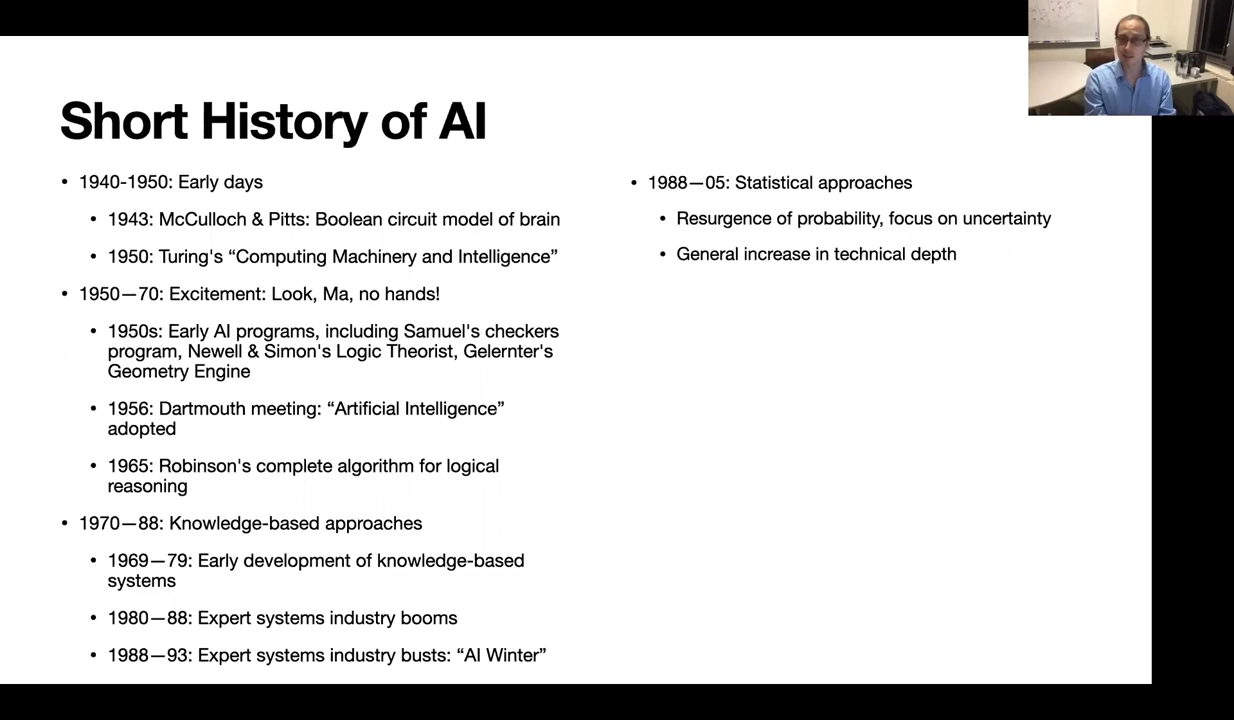 Short History of AI
• 1940-1950: Early days
• 1943: McCulloch & Pitts: Boolean circuit model of brain
• 1950: Turing's “Computing Machinery and Intelligence”
• 1950—70: Excitement: Look, Ma, no hands!
• 1950s: Early AI programs, including Samuel's checkers
program, Newell & Simon's Logic Theorist, Gelernter's
Geometry Engine
• 1956: Dartmouth meeting: “Artificial Intelligence”
adopted
• 1965: Robinson's complete algorithm for logical
reasoning
• 1970—88: Knowledge-based approaches
• 1969—79: Early development of knowledge-based
systems
• 1980—88: Expert systems industry booms
• 1988—93: Expert systems industry busts: “AI Winter”
• 1988—05: Statistical approaches
• Resurgence of probability, focus on uncertainty
• General increase in technical depth